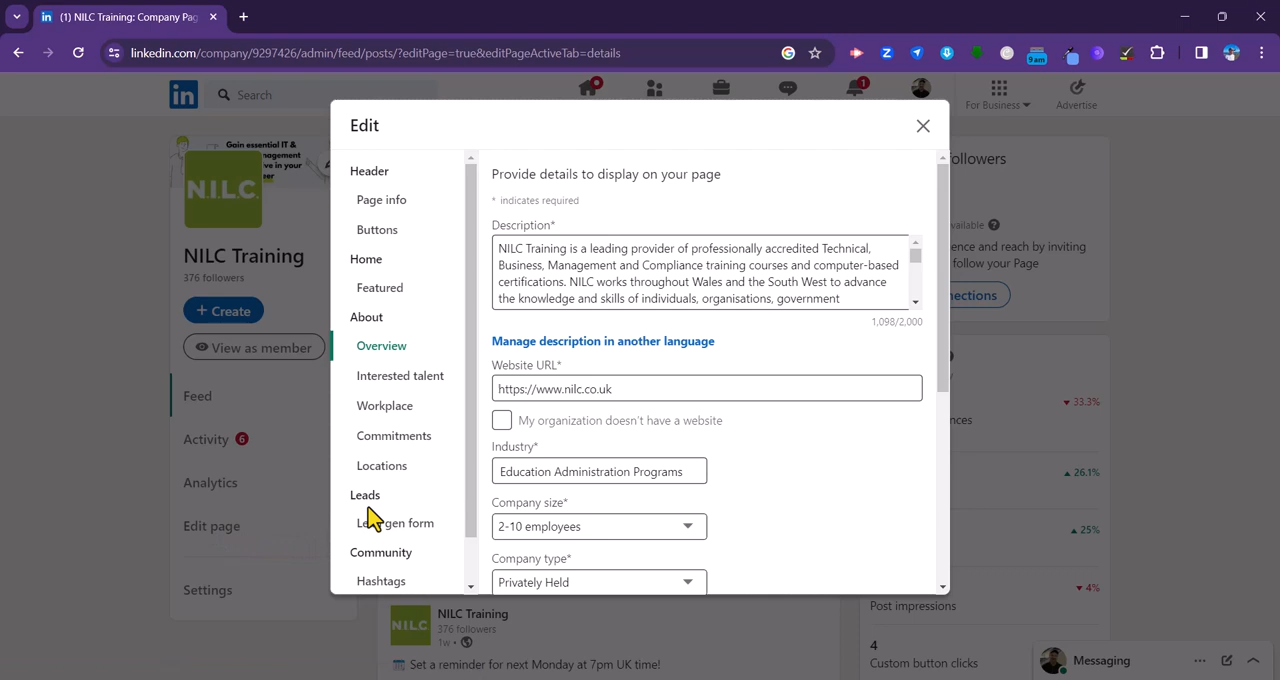 (1) NILC Training: Company Pag
linkedin.com/company/9297426/admin/feed/posts/?editPage=true&editPageActiveTab=details
9am
Search
1
For Business
Advertise
Gain essential IT &
N.I.L.C.
NILC Training
376 followers
+ Create
View as member
Feed
Activity 6
Analytics
Edit page
Settings
Edit
Header
Page info
Buttons
Home
Featured
About
Overview
Interested talent
Workplace
Commitments
Locations
Leads
gen form
Community
Hashtags
Provide details to display on your page
* indicates required
Description*
NILC Training is a leading provider of professionally accredited Technical,
Business, Management and Compliance training courses and computer-based
certifications. NILC works throughout Wales and the South West to advance
the knowledge and skills of individuals, organisations, government
1,098/2,000
Manage description in another language
Website URL*
https://www.nilc.co.uk
My organization doesn't have a website
Industry*
Education Administration Programs
Company size*
2-10 employees
Company type*
Privately Held
ollowers
vailable
ence and reach by inviting
follow your Page
nections
33.3%
nces
26.1%
25%
4%
Post impressions
4
Custom button clicks
NILC
NILC Training
376 followers
1w •
Set a reminder for next Monday at 7pm UK time!
Messaging